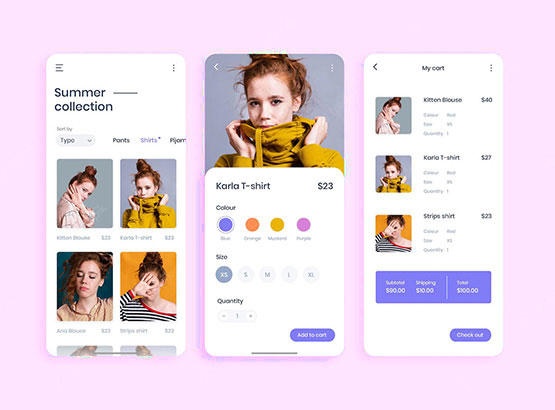 Summer
collection
Sort by
Type
Pants
Shirts
Pijam
Kitten Blouse $23
Karla T-shirt $23
Aria Blouse $23
Strips shirt $23
Karla T-shirt $23
Colour
Blue
Orange
Mustard
Purple
Size
XS S M L XL
Quantity
− 1 +
Add to cart
My cart
Kitten Blouse $40
Colour Red
Size XS
Quantity 1
Karla T-shirt $27
Colour Red
Size XS
Quantity 1
Strips shirt $23
Colour Red
Size XS
Quantity 1
Subtotal Shipping Total
$90.00 $10.00 $100.00
Check out